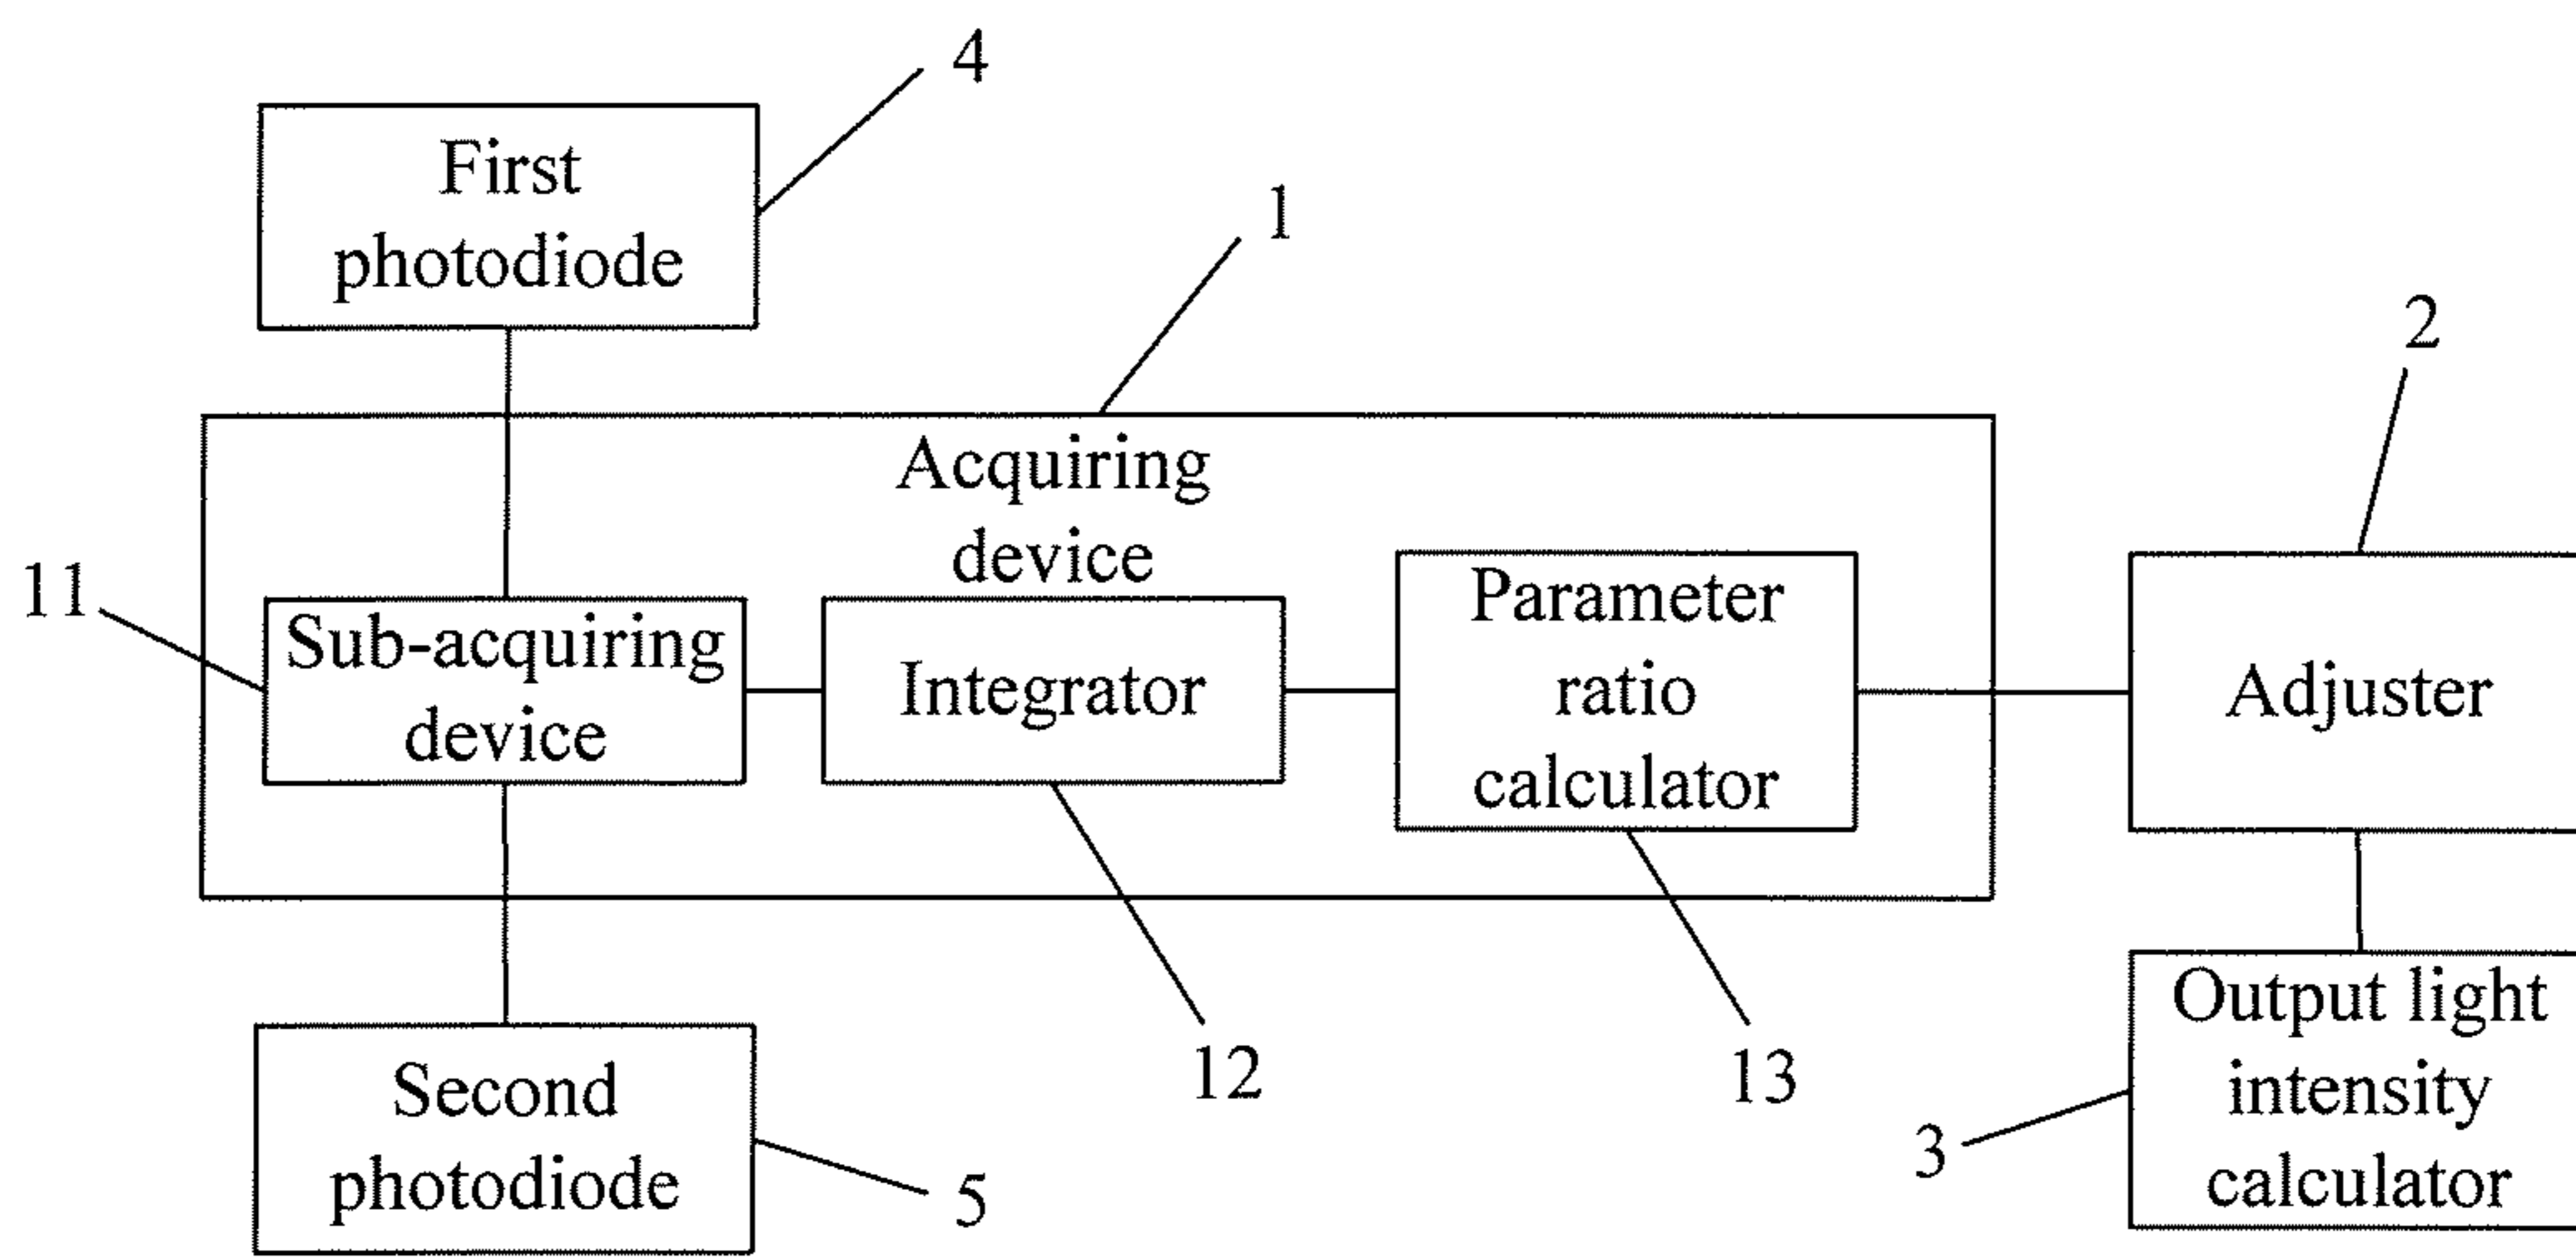 4
First
photodiode
1
2
Acquiring
device
11
Sub-acquiring
device
Integrator
Parameter
ratio
calculator
Adjuster
12
13
Second
photodiode
5
Output light
intensity
calculator
3